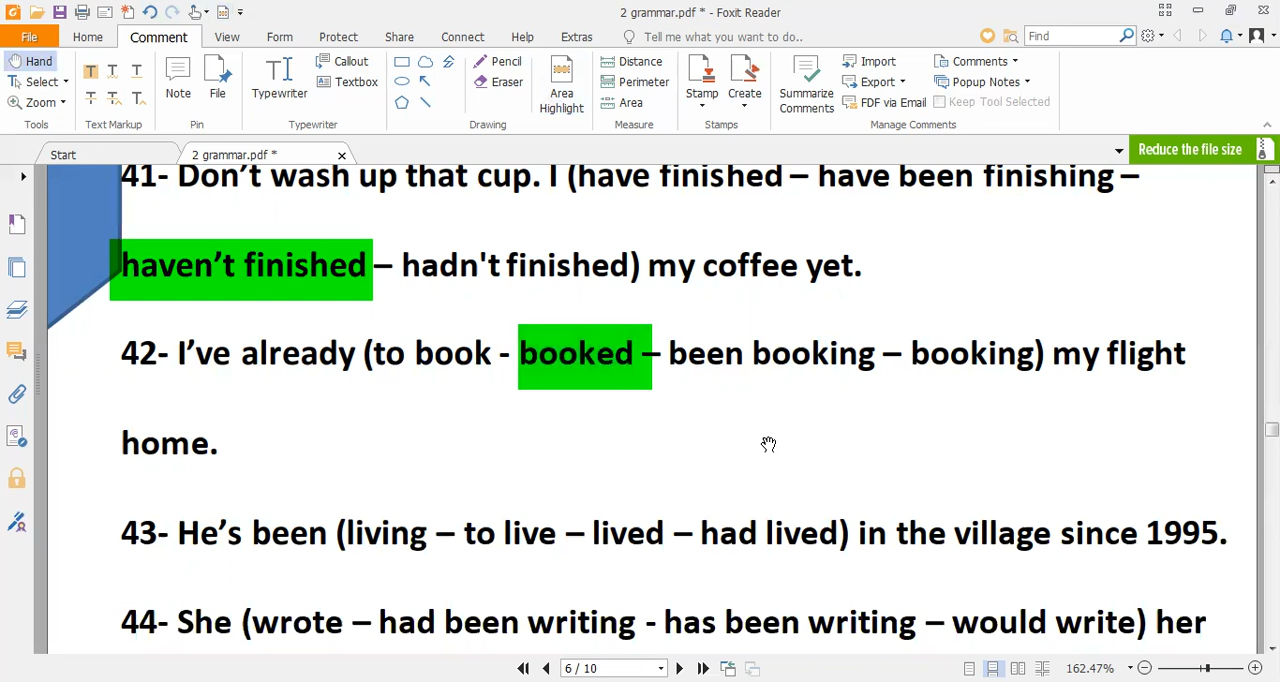 2 grammar.pdf * - Foxit Reader
File Home Comment View Form Protect Share Connect Help Extras Tell me what you want to do.. Find
Hand Select Zoom Tools
Text Markup
Note File Pin
Typewriter Callout Textbox Typewriter
Pencil Eraser Drawing
Area Highlight
Distance Perimeter Area Measure
Stamp Create Stamps
Summarize Comments Import Export FDF via Email Comments Popup Notes Keep Tool Selected Manage Comments
Start 2 grammar.pdf * Reduce the file size
41- Don't wash up that cup. I (have finished – have been finishing –
haven't finished – hadn't finished) my coffee yet.
42- I've already (to book - booked – been booking – booking) my flight
home.
43- He's been (living – to live – lived – had lived) in the village since 1995.
44- She (wrote – had been writing - has been writing – would write) her
6 / 10 162.47%